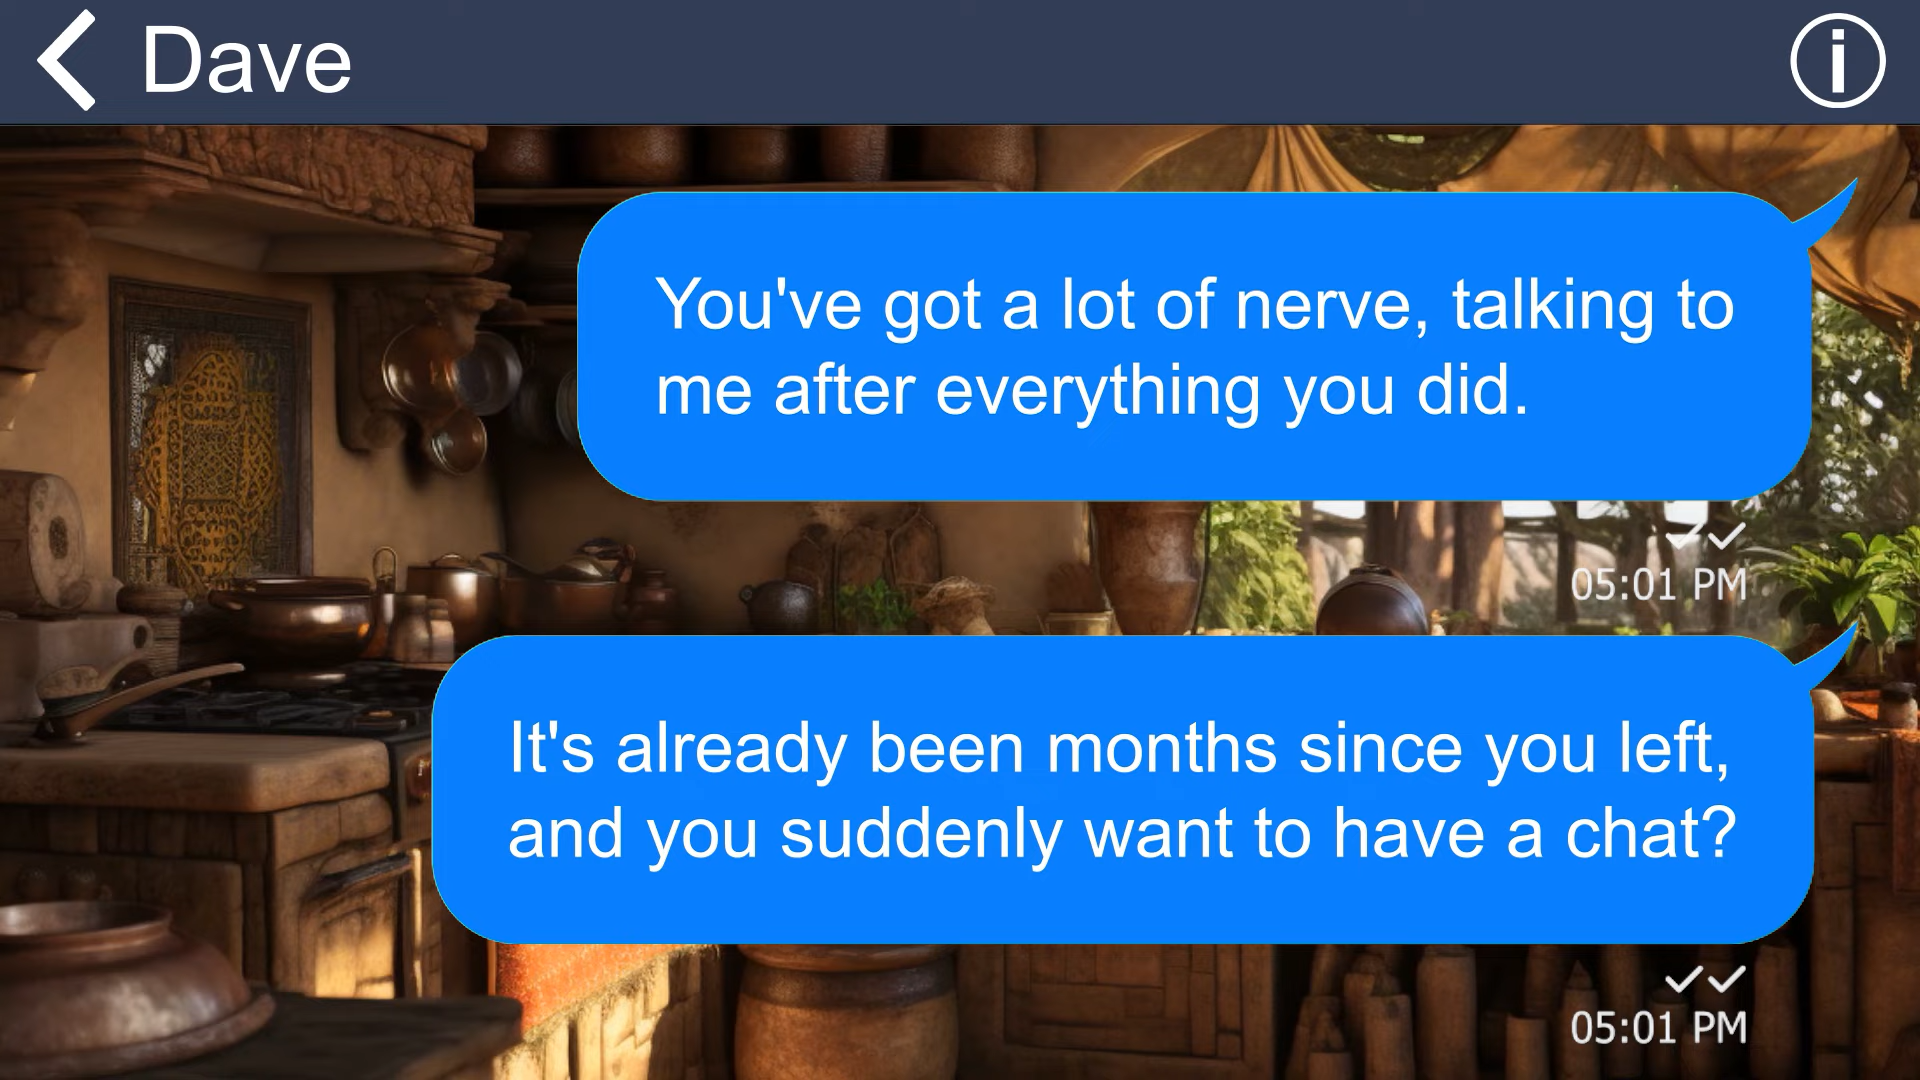 Dave
You've got a lot of nerve, talking to
me after everything you did.
05:01 PM
It's already been months since you left,
and you suddenly want to have a chat?
05:01 PM